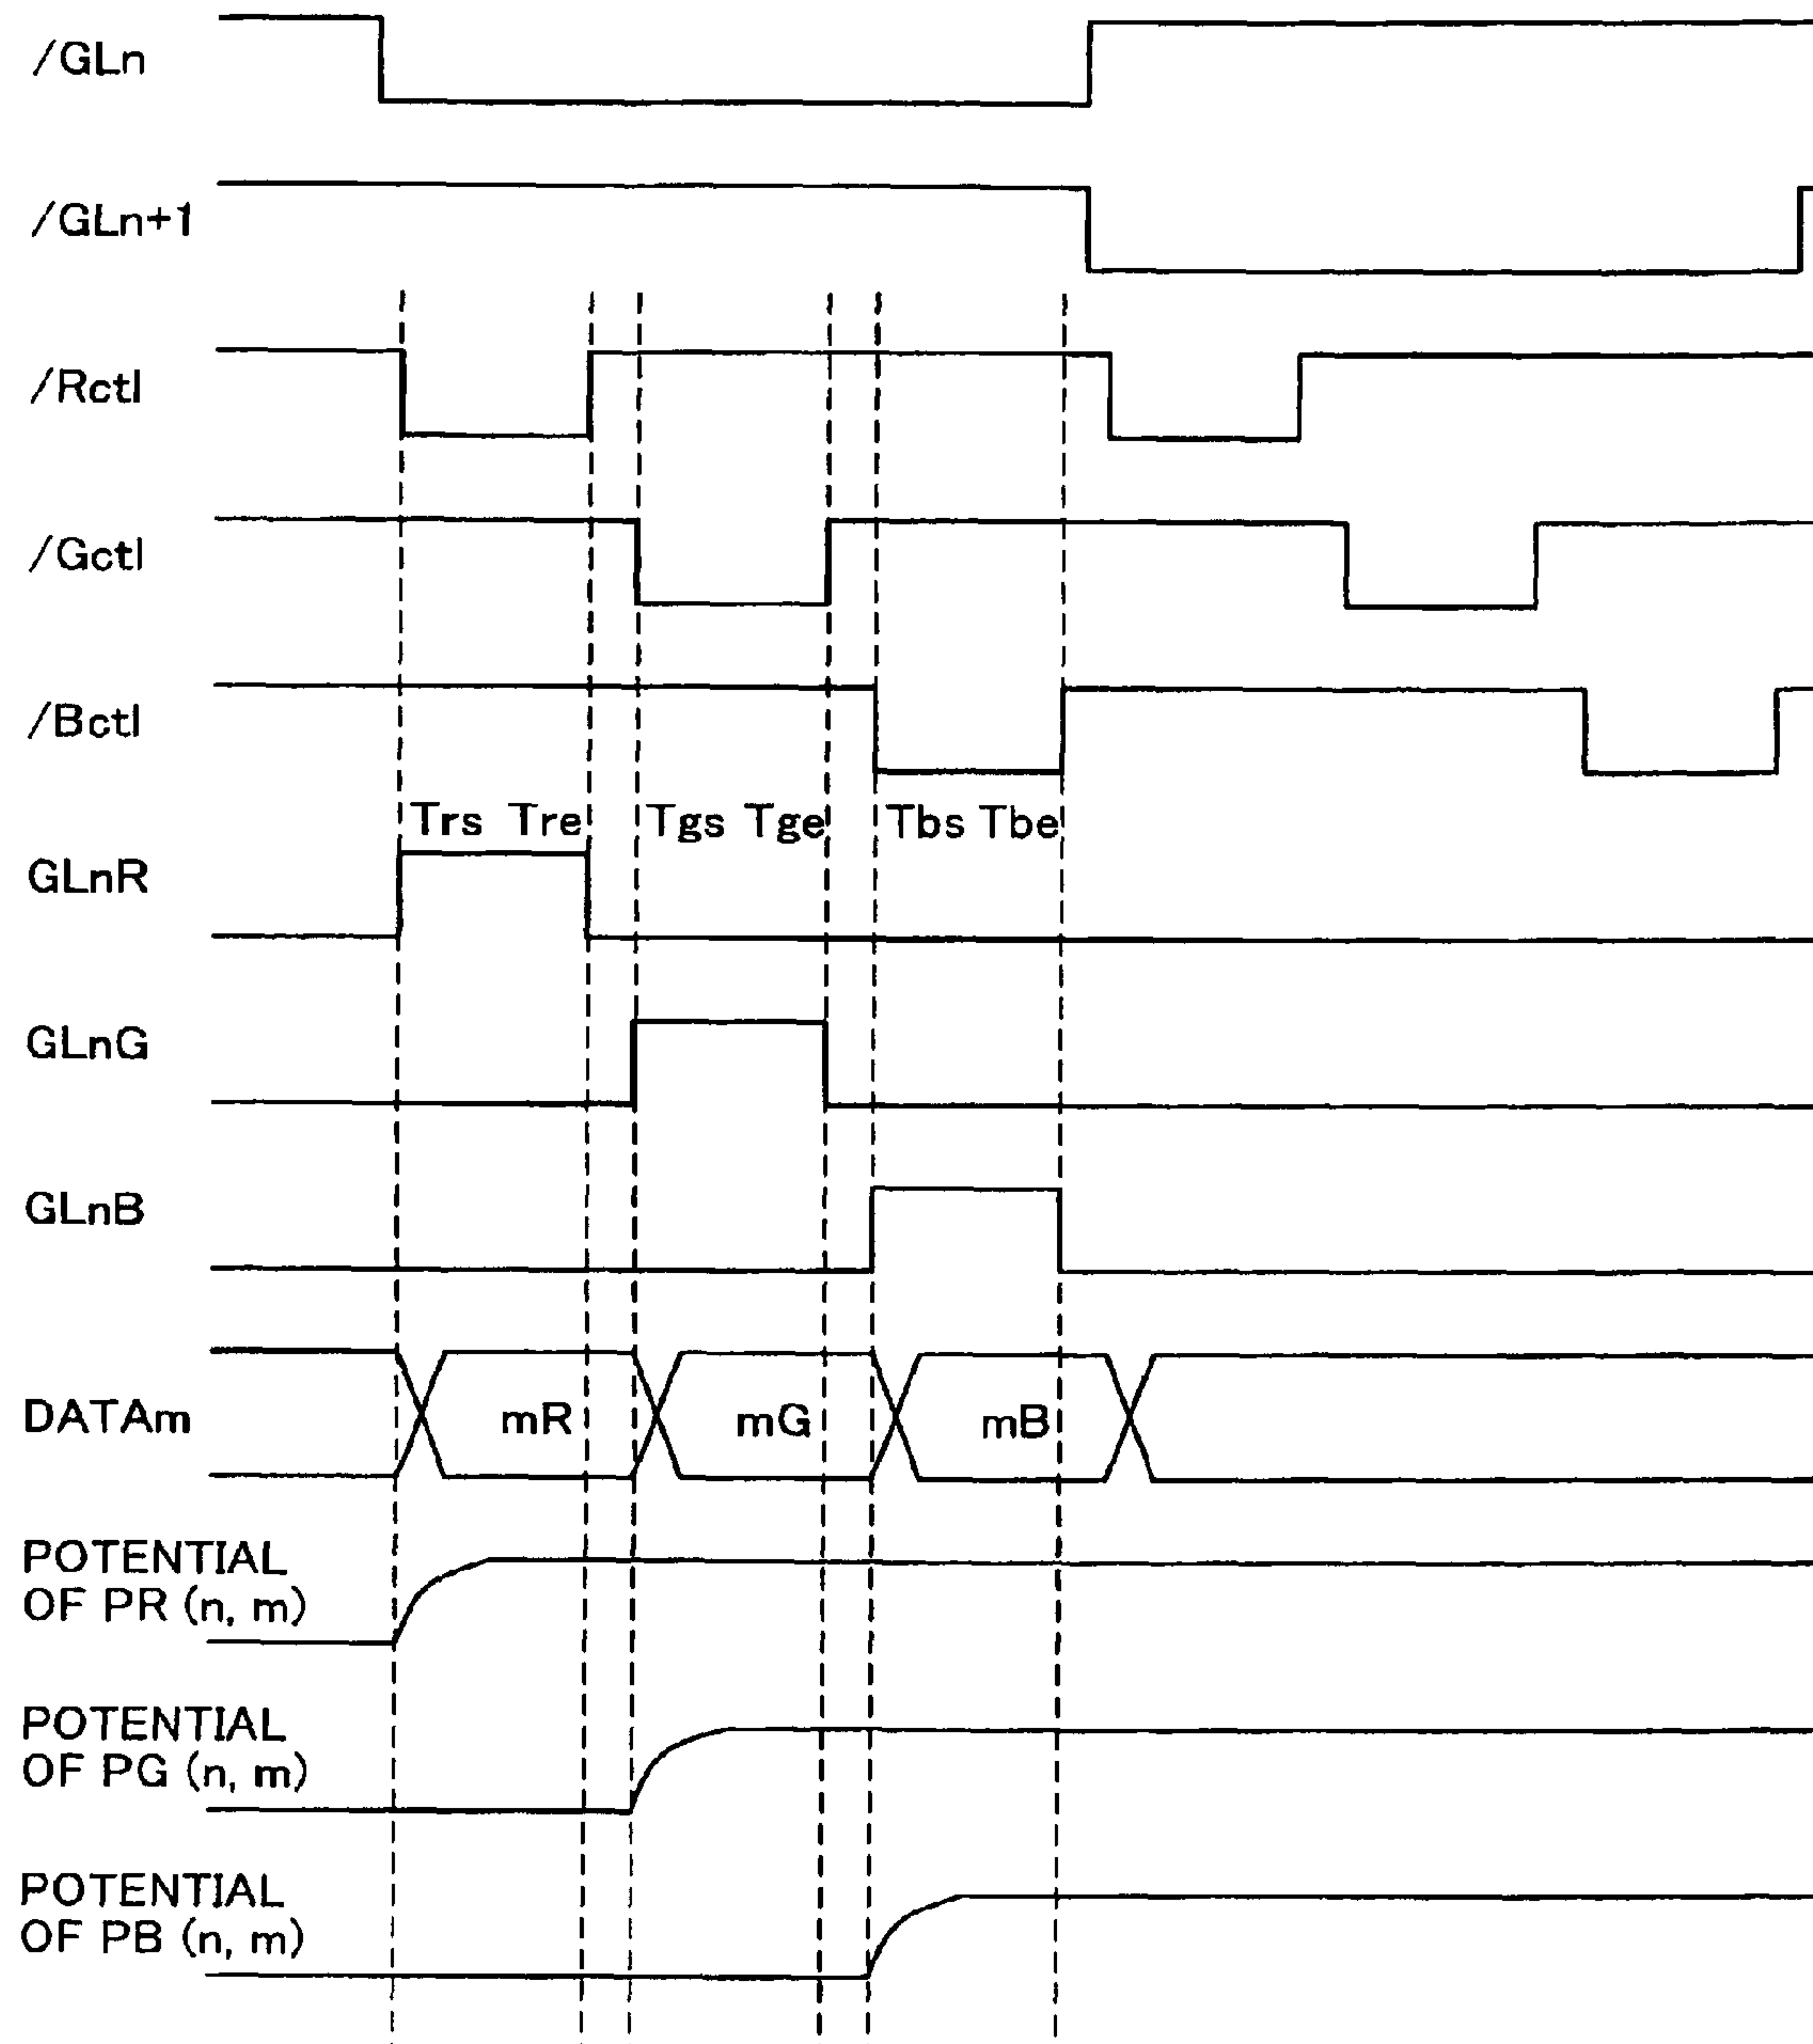 /GLn
/GLn+1
/Rctl
/Gctl
/Bctl
Trs Tre Tgs Tge Tbs Tbe
GLnR
GLnG
GLnB
DATAm mR mG mB
POTENTIAL
OF PR (n, m)
POTENTIAL
OF PG (n, m)
POTENTIAL
OF PB (n, m)